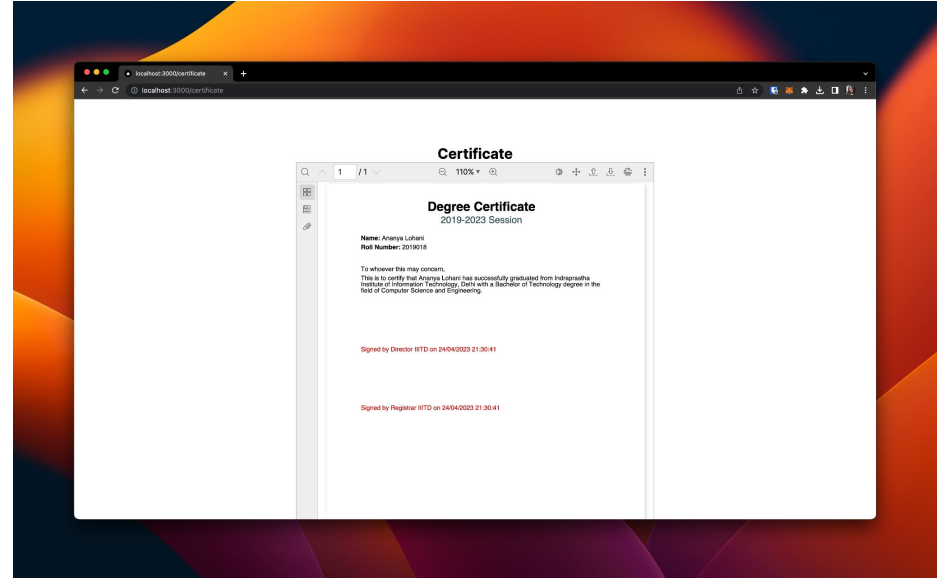 localhost:3000/certificate
localhost:3000/certificate
Certificate
1 / 1 110%
Degree Certificate
2019-2023 Session
Name: Ananya Lohani
Roll Number: 2019018
To whoever this may concern,
This is to certify that Ananya Lohani has successfully graduated from Indraprastha
Institute of Information Technology, Delhi with a Bachelor of Technology degree in the
field of Computer Science and Engineering.
Signed by Director IIITD on 24/04/2023 21:30:41
Signed by Registrar IIITD on 24/04/2023 21:30:41